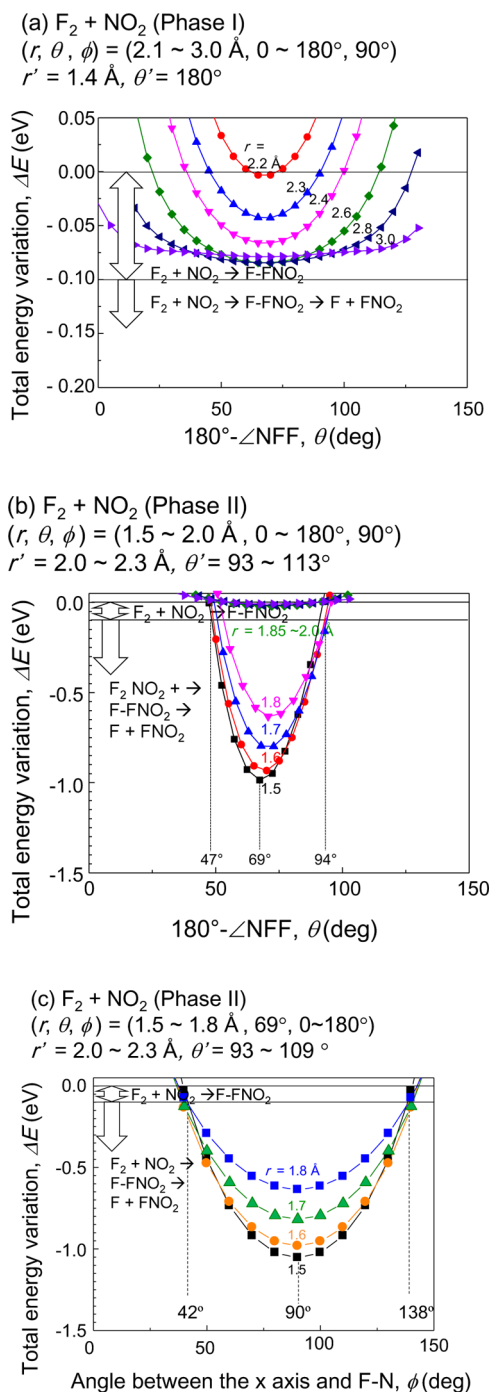 (a) F₂ + NO₂ (Phase I)
(r, θ , ϕ) = (2.1 ~ 3.0 Å, 0 ~ 180°, 90°)
r’ = 1.4 Å, θ’ = 180°
Total energy variation, ΔE (eV)
0.05
0.00
- 0.05
- 0.10
- 0.15
- 0.20
r =
2.2 Å
2.3
2.4
2.6
2.8
3.0
F₂ + NO₂ → F-FNO₂
F₂ + NO₂ → F-FNO₂ → F + FNO₂
0
50
100
150
180°-∠NFF, θ (deg)
(b) F₂ + NO₂ (Phase II)
(r, θ, ϕ) = (1.5 ~ 2.0 Å , 0 ~ 180°, 90°)
r’ = 2.0 ~ 2.3 Å, θ’= 93 ~ 113°
Total energy variation, ΔE (eV)
0.0
-0.5
-1.0
-1.5
F₂ + NO₂ →F-FNO₂
r = 1.85 ~2.0 Å
F₂ NO₂ + →
F-FNO₂ →
F + FNO₂
1.8
1.7
1.6
1.5
47°
69°
94°
0
50
100
150
180°-∠NFF, θ (deg)
(c) F₂ + NO₂ (Phase II)
(r, θ, ϕ) = (1.5 ~ 1.8 Å , 69°, 0~180°)
r’ = 2.0 ~ 2.3 Å, θ’= 93 ~ 109 °
Total energy variation, ΔE (eV)
0.0
-0.5
-1.0
-1.5
F₂ + NO₂ →F-FNO₂
F₂ + NO₂ →
F-FNO₂ →
F + FNO₂
r = 1.8 Å
1.7
1.6
1.5
42°
90°
138°
0
50
100
150
Angle between the x axis and F-N, ϕ (deg)